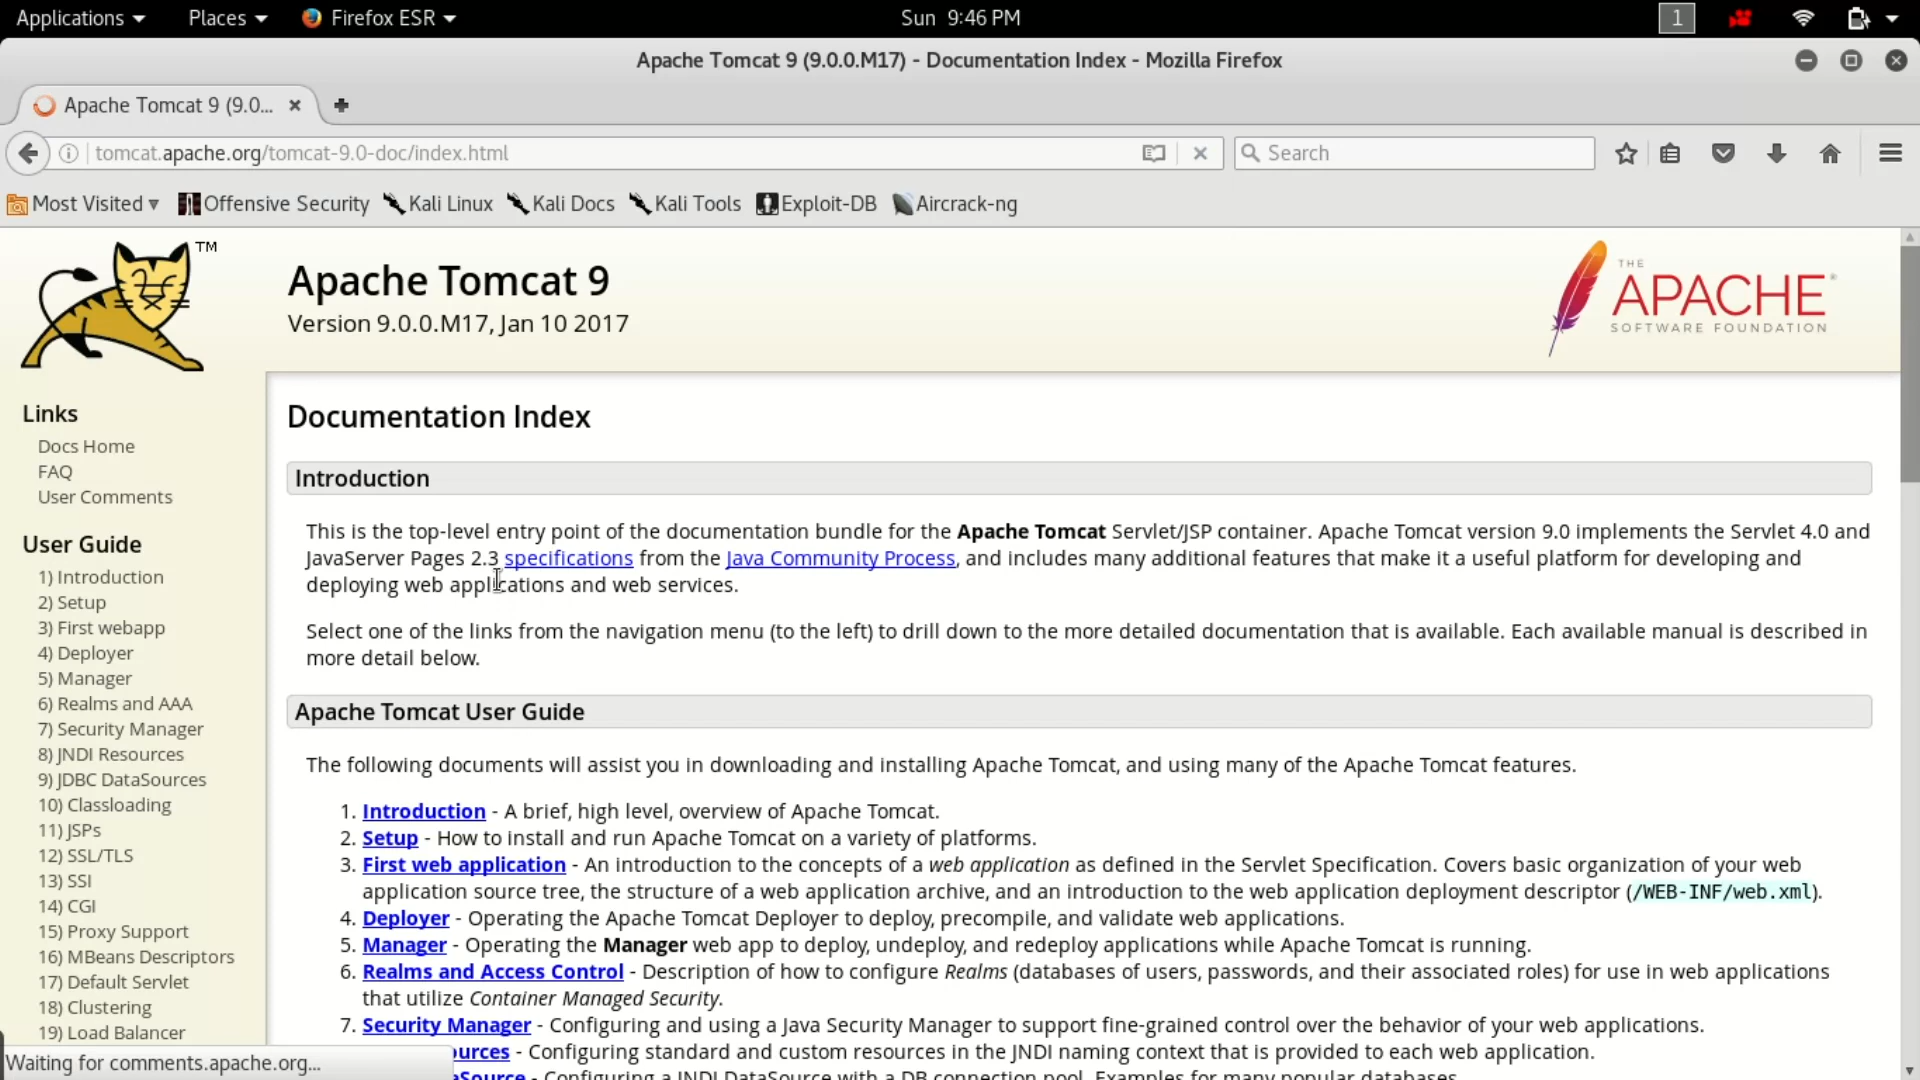 Applications
Places
Firefox ESR
Sun 9:46 PM
1
Apache Tomcat 9 (9.0.0.M17) - Documentation Index - Mozilla Firefox
Apache Tomcat 9 (9.0...
tomcat.apache.org/tomcat-9.0-doc/index.html
Search
Most Visited
Offensive Security
Kali Linux
Kali Docs
Kali Tools
Exploit-DB
Aircrack-ng
TM
Apache Tomcat 9
Version 9.0.0.M17, Jan 10 2017
THE
APACHE®
SOFTWARE FOUNDATION
Links
Docs Home
FAQ
User Comments
User Guide
1) Introduction
2) Setup
3) First webapp
4) Deployer
5) Manager
6) Realms and AAA
7) Security Manager
8) JNDI Resources
9) JDBC DataSources
10) Classloading
11) JSPs
12) SSL/TLS
13) SSI
14) CGI
15) Proxy Support
16) MBeans Descriptors
17) Default Servlet
18) Clustering
19) Load Balancer
Documentation Index
Introduction
This is the top-level entry point of the documentation bundle for the Apache Tomcat Servlet/JSP container. Apache Tomcat version 9.0 implements the Servlet 4.0 and
JavaServer Pages 2.3 specifications from the Java Community Process, and includes many additional features that make it a useful platform for developing and
deploying web applications and web services.
Select one of the links from the navigation menu (to the left) to drill down to the more detailed documentation that is available. Each available manual is described in
more detail below.
Apache Tomcat User Guide
The following documents will assist you in downloading and installing Apache Tomcat, and using many of the Apache Tomcat features.
1. Introduction - A brief, high level, overview of Apache Tomcat.
2. Setup - How to install and run Apache Tomcat on a variety of platforms.
3. First web application - An introduction to the concepts of a web application as defined in the Servlet Specification. Covers basic organization of your web
application source tree, the structure of a web application archive, and an introduction to the web application deployment descriptor (/WEB-INF/web.xml).
4. Deployer - Operating the Apache Tomcat Deployer to deploy, precompile, and validate web applications.
5. Manager - Operating the Manager web app to deploy, undeploy, and redeploy applications while Apache Tomcat is running.
6. Realms and Access Control - Description of how to configure Realms (databases of users, passwords, and their associated roles) for use in web applications
that utilize Container Managed Security.
7. Security Manager - Configuring and using a Java Security Manager to support fine-grained control over the behavior of your web applications.
ources - Configuring standard and custom resources in the JNDI naming context that is provided to each web application.
aSource - Configuring a JNDI DataSource with a DB connection pool. Examples for many popular databases.
Waiting for comments.apache.org...